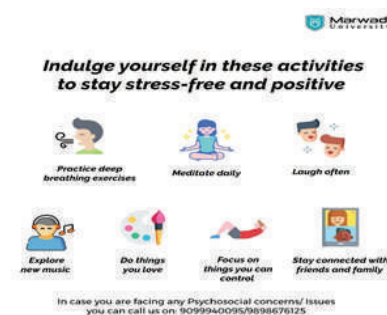 Marwadi
University
Indulge yourself in these activities
to stay stress-free and positive
Practice deep
breathing exercises
Meditate daily
Laugh often
Explore
new music
Do things
you love
Focus on
things you can
control
Stay connected with
friends and family
In case you are facing any Psychosocial concerns/ Issues
you can call us on: 9099940095/9898676125